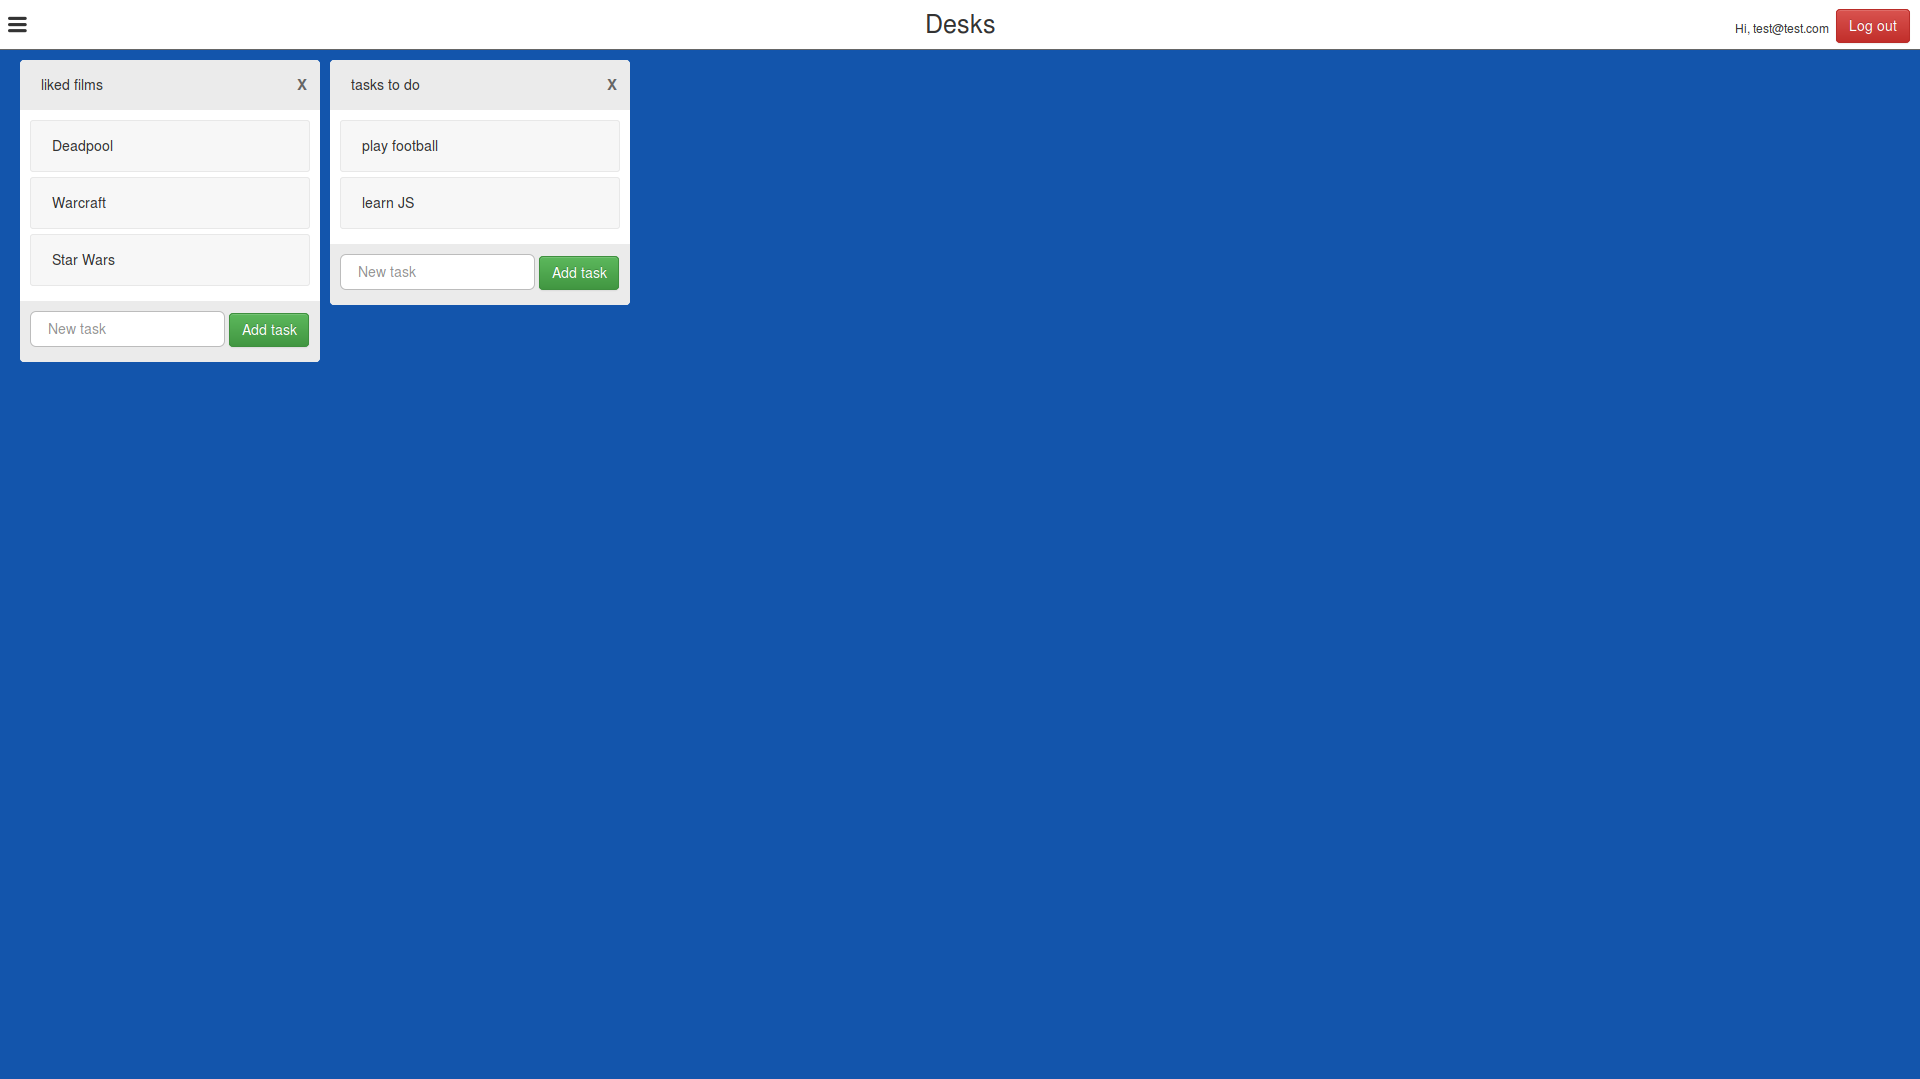 Desks
Hi, test@test.com
Log out
liked films
X
Deadpool
Warcraft
Star Wars
New task
Add task
tasks to do
X
play football
learn JS
New task
Add task